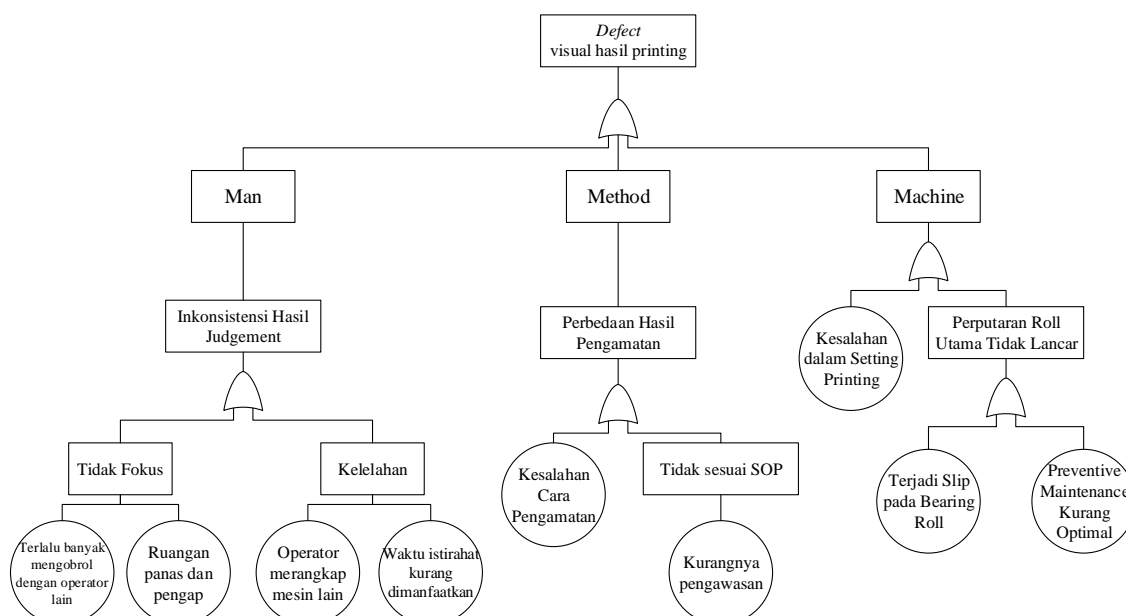 Defect
visual hasil printing
Man
Method
Machine
Inkonsistensi Hasil
Judgement
Perbedaan Hasil
Pengamatan
Kesalahan
dalam Setting
Printing
Perputaran Roll
Utama Tidak Lancar
Tidak Fokus
Kelelahan
Kesalahan
Cara
Pengamatan
Tidak sesuai SOP
Terjadi Slip
pada Bearing
Roll
Preventive
Maintenance
Kurang
Optimal
Terlalu banyak
mengobrol
dengan operator
lain
Ruangan
panas dan
pengap
Operator
merangkap
mesin lain
Waktu istirahat
kurang
dimanfaatkan
Kurangnya
pengawasan